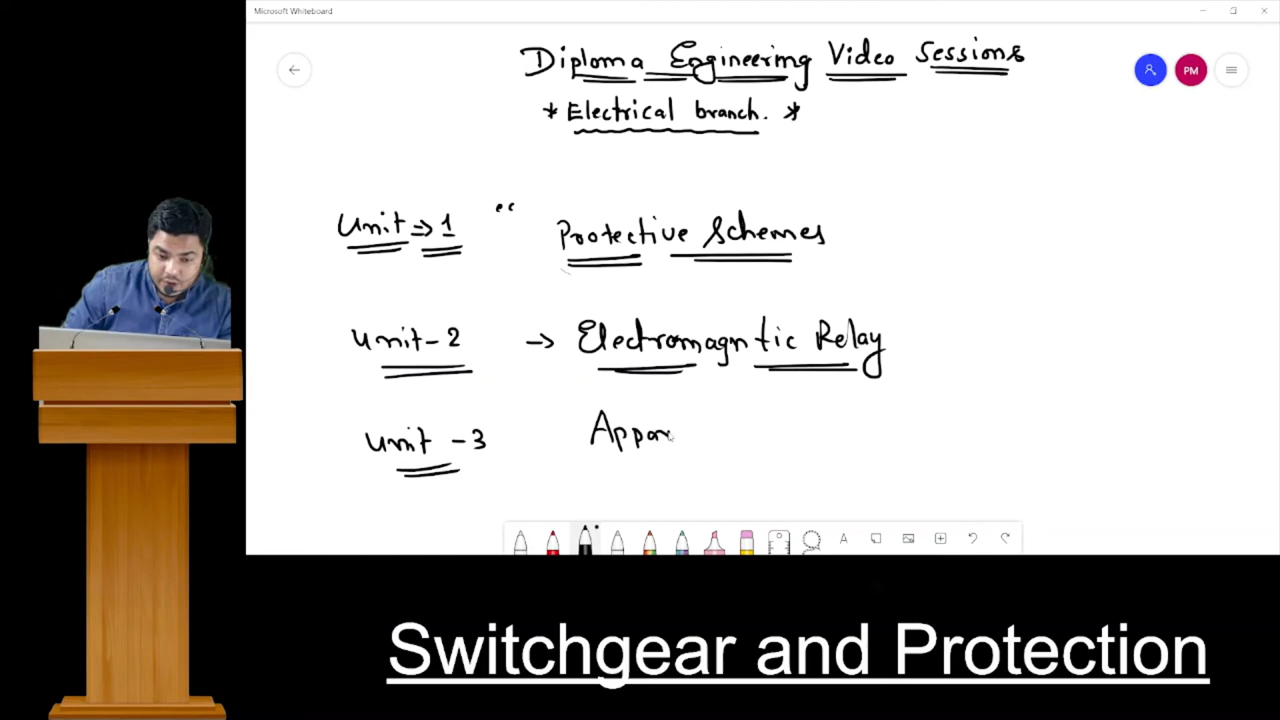 Microsoft Whiteboard
Diploma Engineering Video Sessions
* Electrical branch. *
PM
Unit ⇒ 1 “ Protective Schemes
Unit - 2 → Electromagntic Relay
Unit - 3 Appar
A
Switchgear and Protection